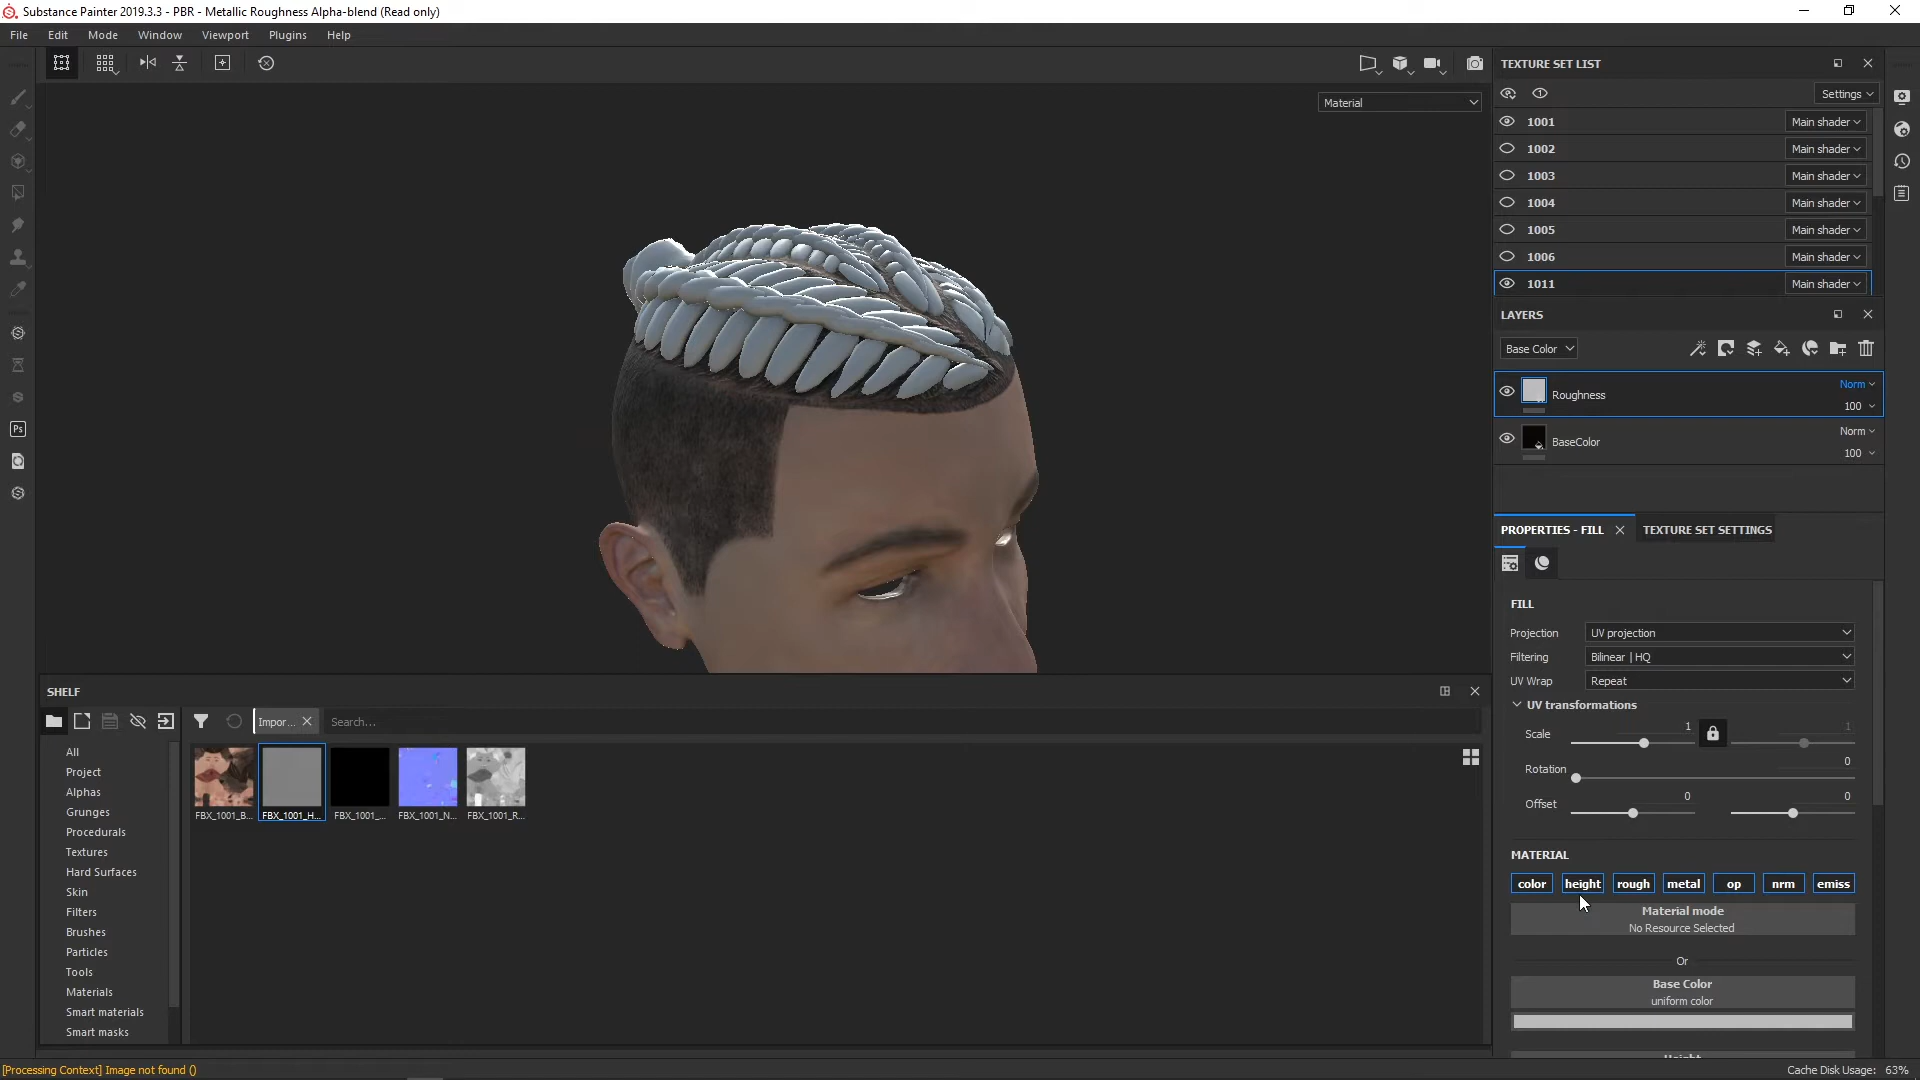 Substance Painter 2019.3.3 - PBR - Metallic Roughness Alpha-blend (Read only)
File Edit Mode Window Viewport Plugins Help
Material
TEXTURE SET LIST
Settings
1001 Main shader
1002 Main shader
1003 Main shader
1004 Main shader
1005 Main shader
1006 Main shader
1011 Main shader
LAYERS
Base Color
Roughness Norm
100
BaseColor Norm
100
PROPERTIES - FILL TEXTURE SET SETTINGS
FILL
Projection UV projection
Filtering Bilinear | HQ
UV Wrap Repeat
UV transformations
Scale 1 1
Rotation 0
Offset 0 0
MATERIAL
color height rough metal op nrm emiss
Material mode
No Resource Selected
Or
Base Color
uniform color
SHELF
Impor... Search...
All
Project
Alphas
Grunges
Procedurals
Textures
Hard Surfaces
Skin
Filters
Brushes
Particles
Tools
Materials
Smart materials
Smart masks
FBX_1001_B... FBX_1001_H... FBX_1001_... FBX_1001_N... FBX_1001_R...
Ps
[Processing Context] Image not found ()
Cache Disk Usage: 63%